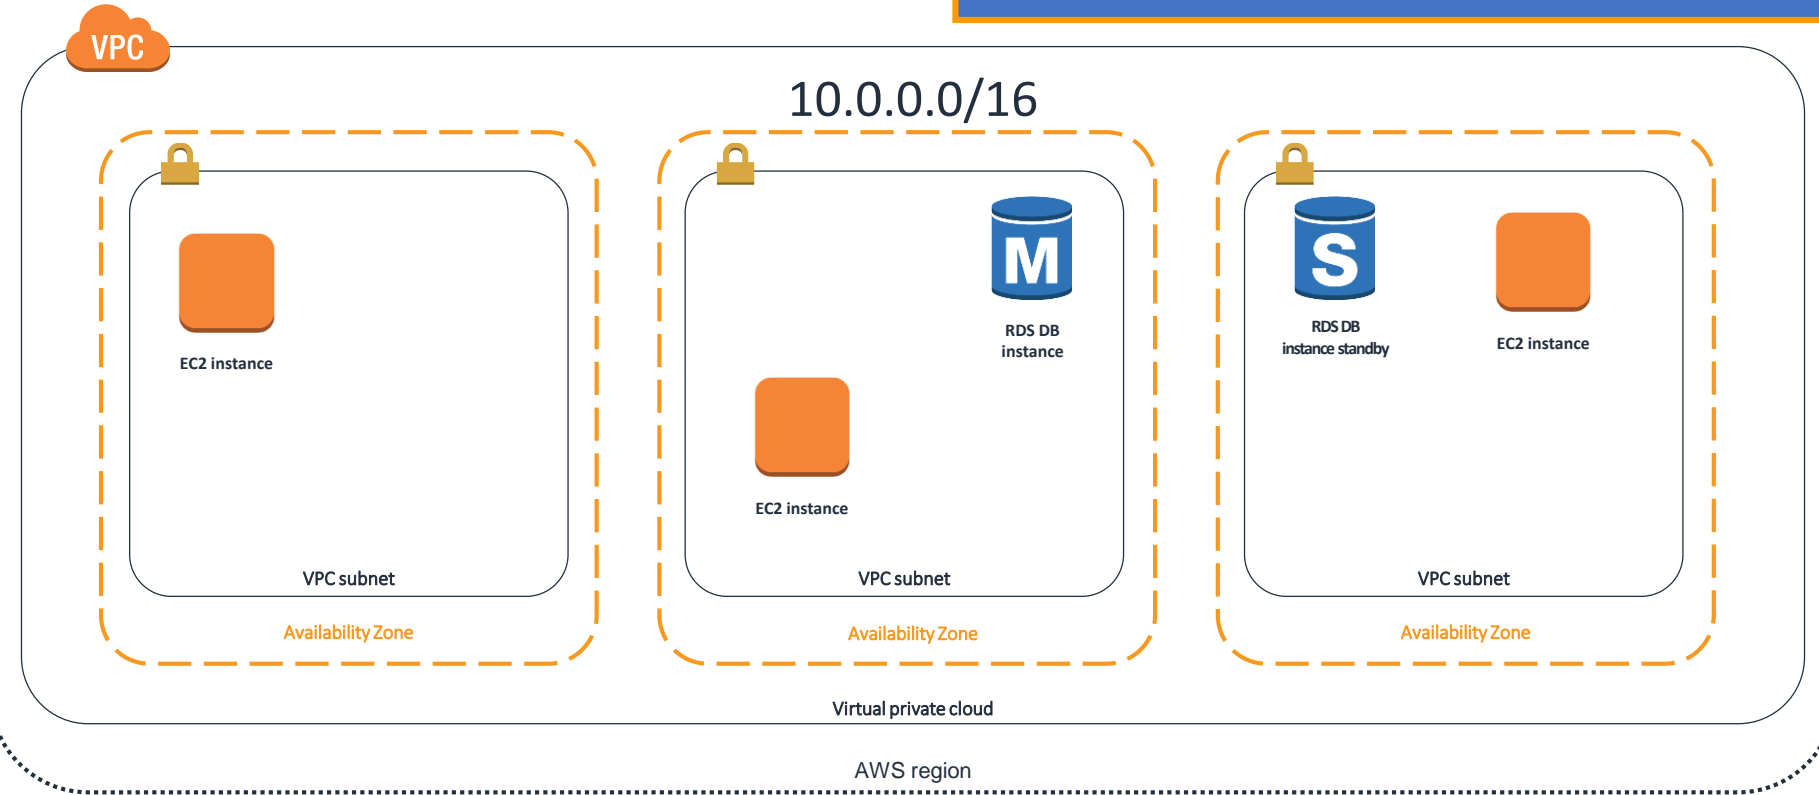 VPC
10.0.0.0/16
EC2 instance
VPC subnet
Availability Zone
M
RDS DB
instance
EC2 instance
VPC subnet
Availability Zone
S
RDS DB
instance standby
EC2 instance
VPC subnet
Availability Zone
Virtual private cloud
AWS region